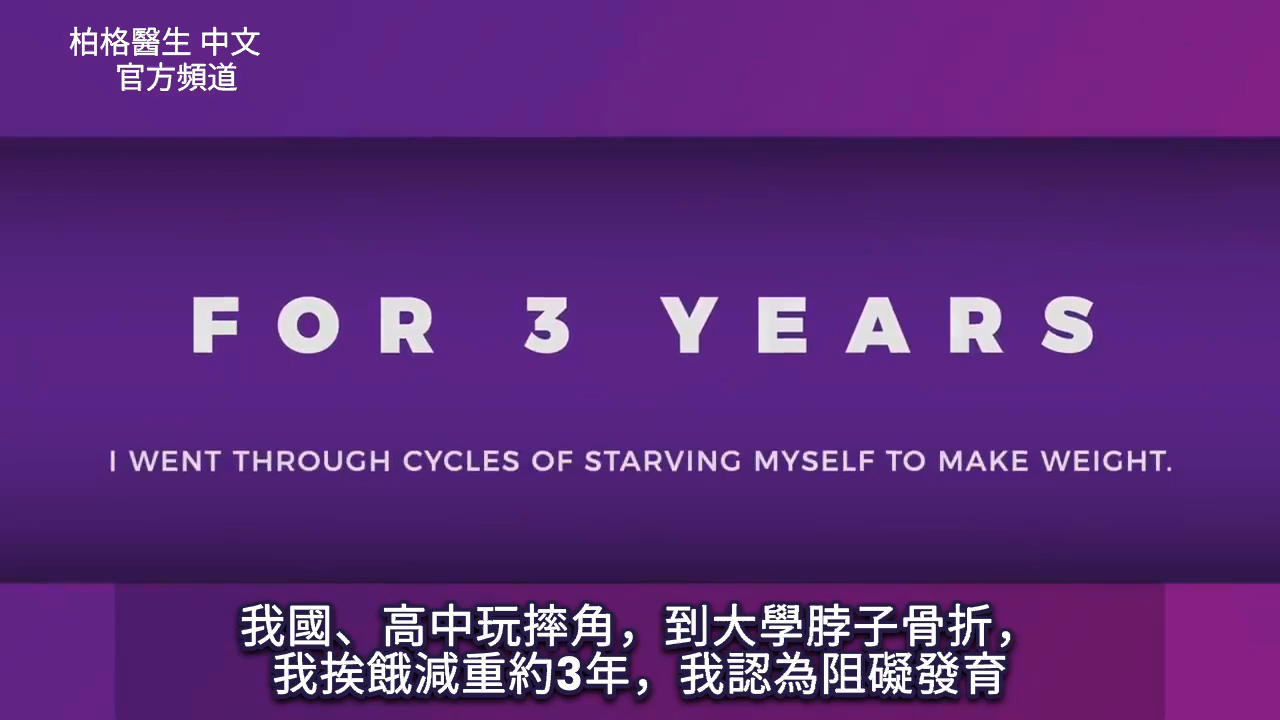 柏格醫生 中文
官方頻道
FOR 3 YEARS
I WENT THROUGH CYCLES OF STARVING MYSELF TO MAKE WEIGHT.
我國、高中玩摔角，到大學脖子骨折，
我挨餓減重約3年，我認為阻礙發育